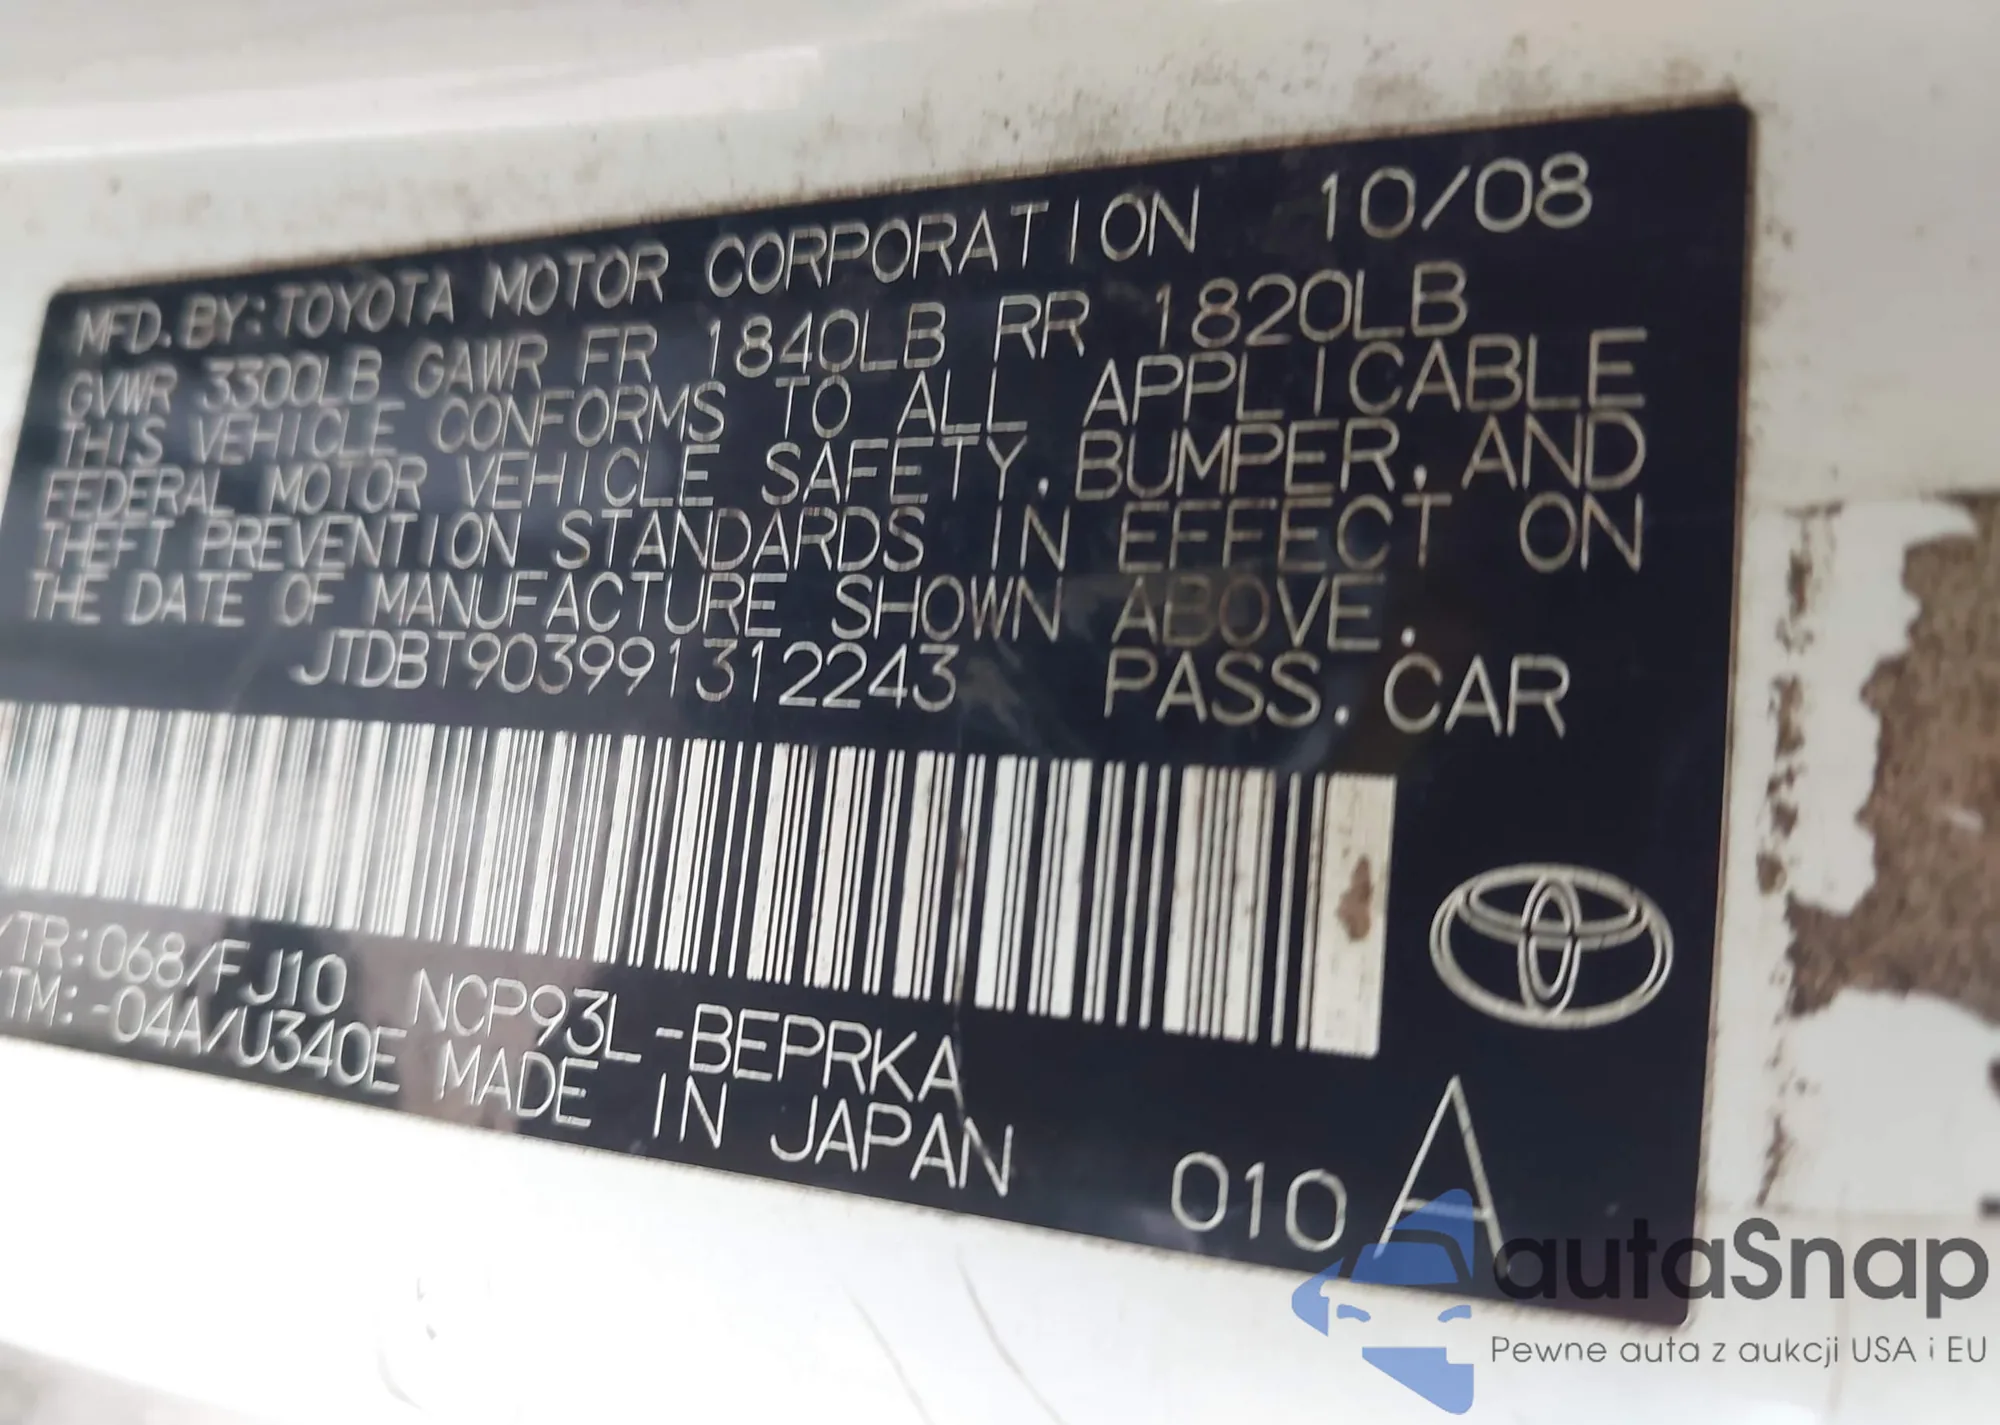 MFD. BY: TOYOTA MOTOR CORPORATION 10/08
GVWR 3300LB GAWR FR 1840LB RR 1820LB
THIS VEHICLE CONFORMS TO ALL APPLICABLE
FEDERAL MOTOR VEHICLE SAFETY, BUMPER, AND
THEFT PREVENTION STANDARDS IN EFFECT ON
THE DATE OF MANUFACTURE SHOWN ABOVE.
JTDBT903991312243 PASS. CAR
/TR: 068/FJ10 NCP93L-BEPRKA
TM: -04A/U340E MADE IN JAPAN
010 A
autaSnap
Pewne auta z aukcji USA i EU